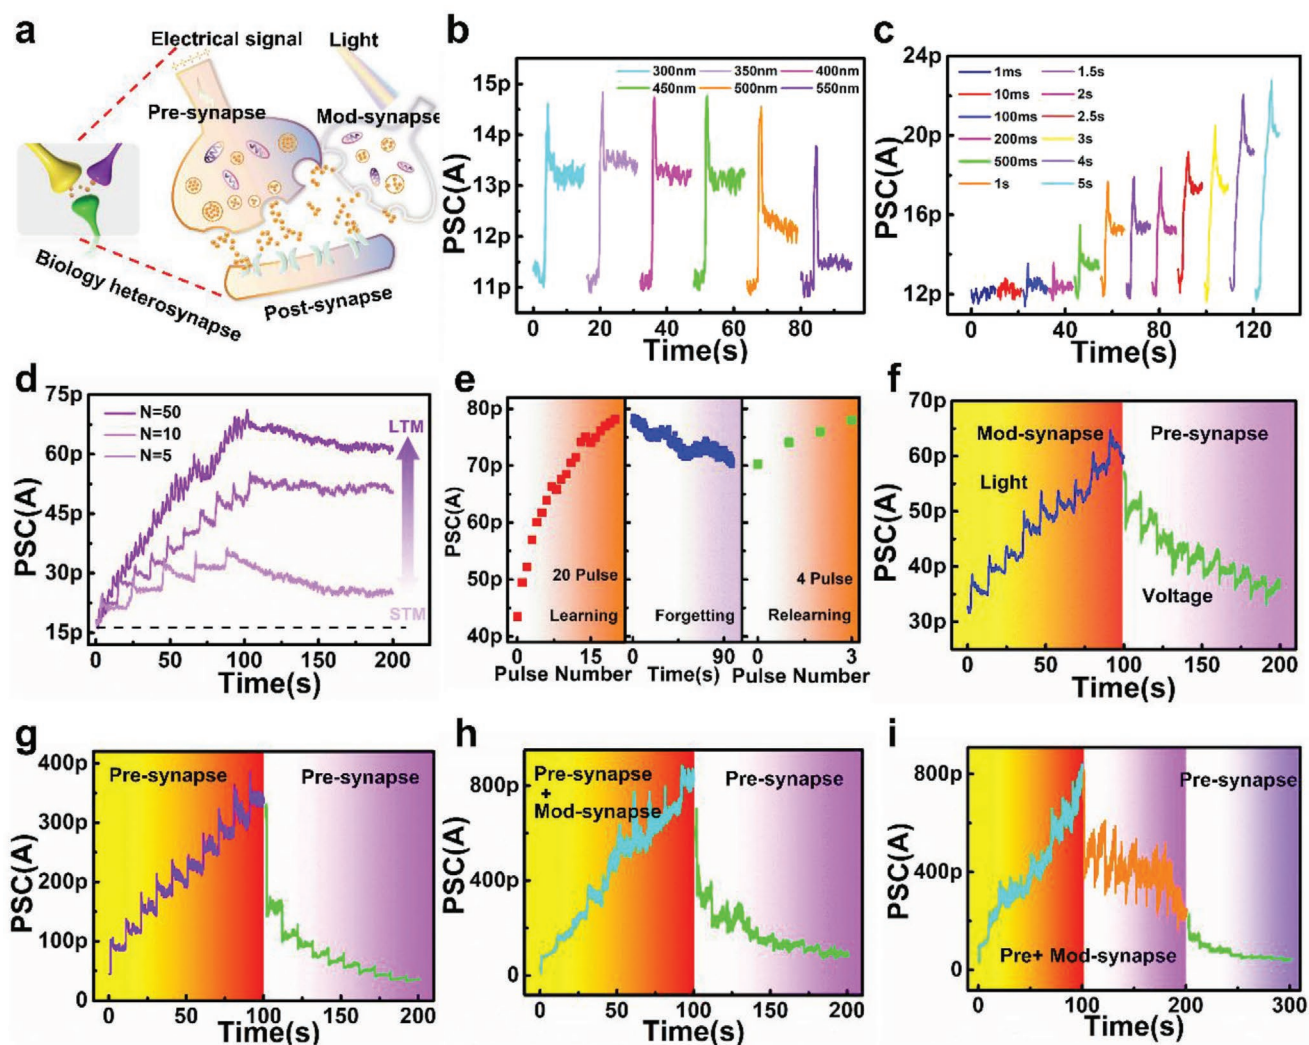 a
Electrical signal
Light
Pre-synapse
Mod-synapse
Biology heterosynapse
Post-synapse
b
300nm 350nm 400nm
450nm 500nm 550nm
15p
14p
13p
12p
11p
PSC(A)
0 20 40 60 80
Time(s)
c
24p
20p
16p
12p
PSC(A)
1ms 1.5s
10ms 2s
100ms 2.5s
200ms 3s
500ms 4s
1s 5s
0 40 80 120
Time(s)
d
75p
60p
45p
30p
15p
PSC(A)
N=50
N=10
N=5
LTM
STM
0 50 100 150 200
Time(s)
e
80p
70p
60p
50p
40p
PSC(A)
20 Pulse
Learning
Forgetting
4 Pulse
Relearning
0 15 0 90 0 3
Pulse Number Time(s) Pulse Number
f
70p
60p
50p
40p
30p
PSC(A)
Mod-synapse Pre-synapse
Light
Voltage
0 50 100 150 200
Time(s)
g
400p
300p
200p
100p
0
PSC(A)
Pre-synapse Pre-synapse
0 50 100 150 200
Time(s)
h
800p
400p
0
PSC(A)
Pre-synapse
+
Mod-synapse
Pre-synapse
0 50 100 150 200
Time(s)
i
800p
400p
0
PSC(A)
Pre-synapse
Pre+ Mod-synapse
0 100 200 300
Time(s)